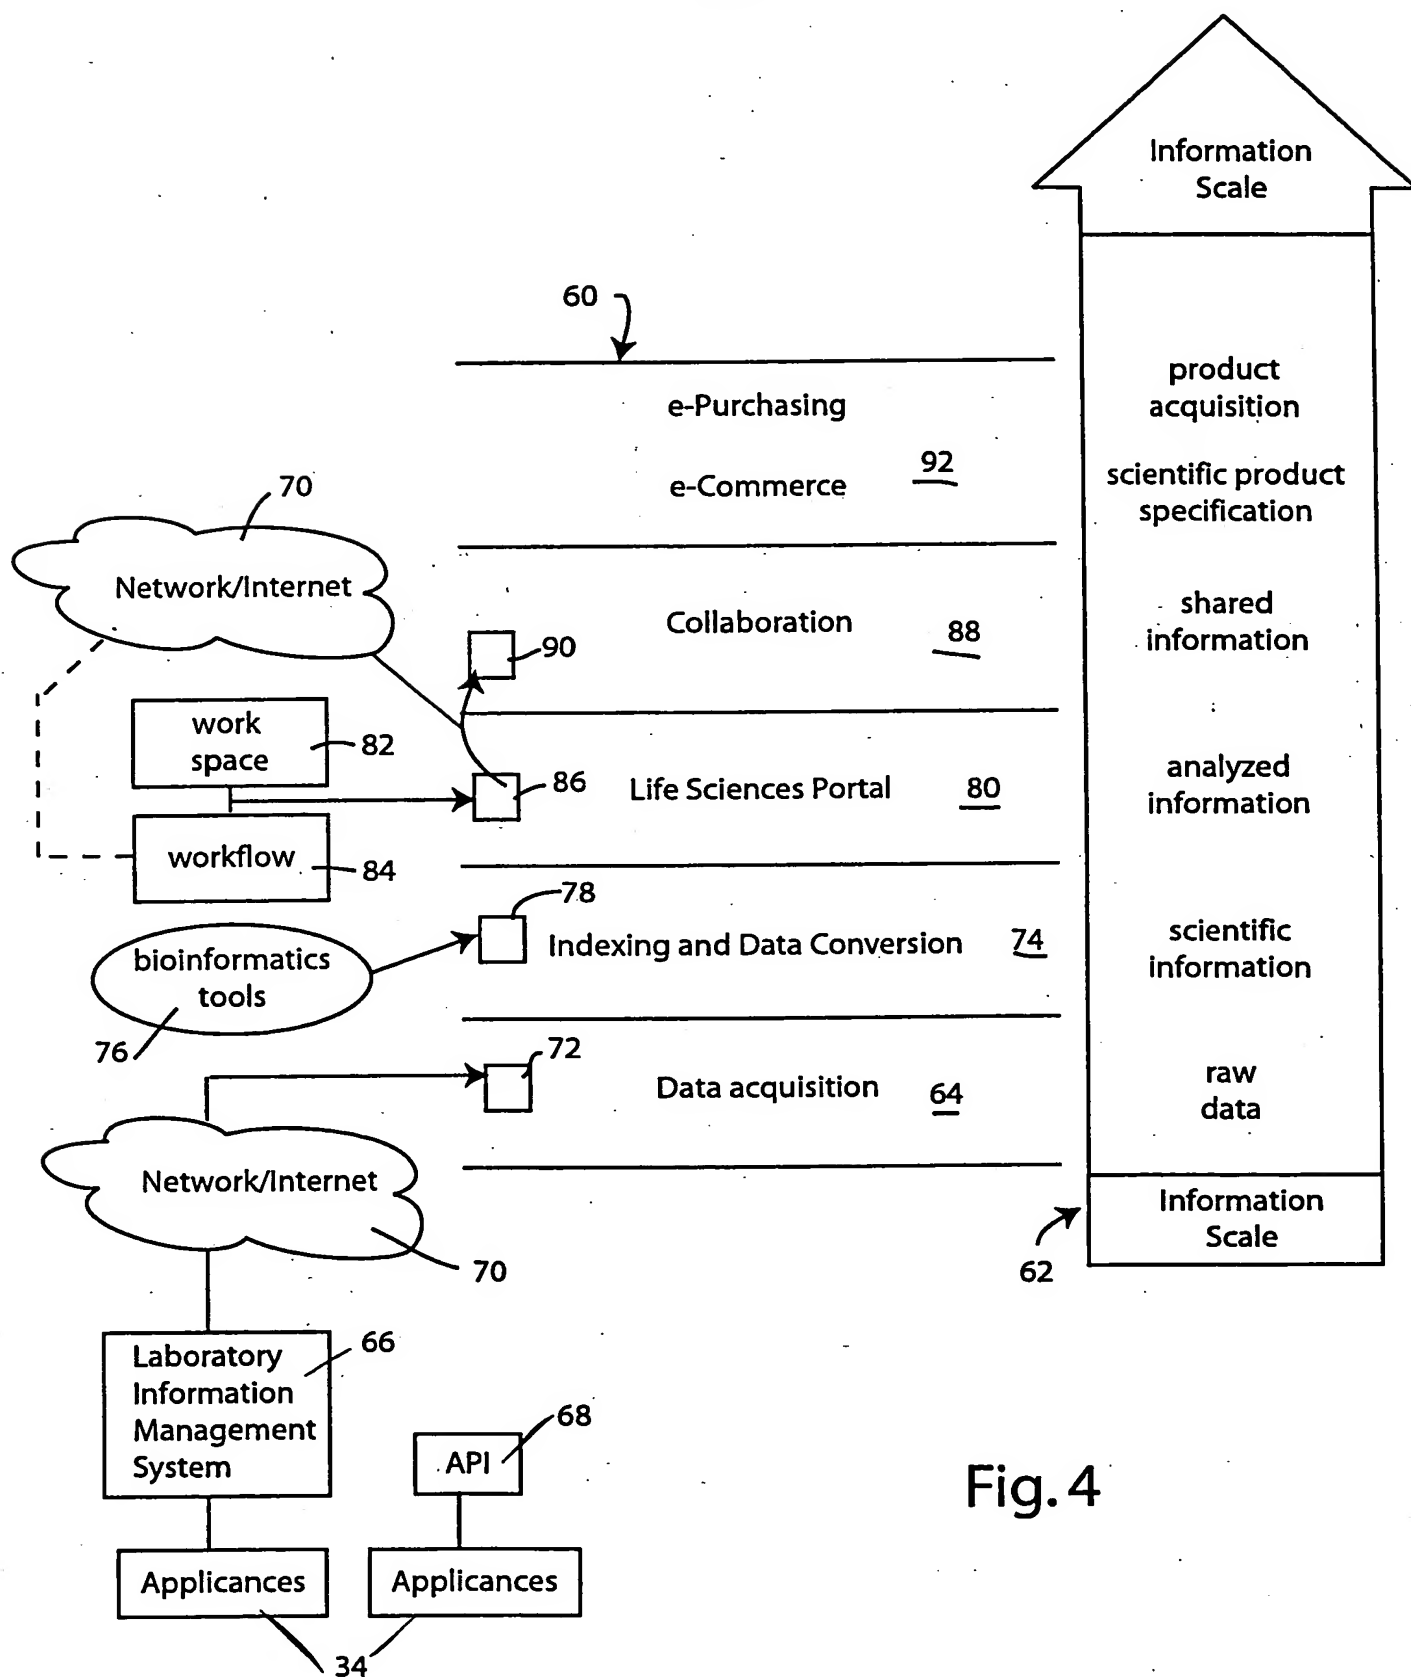 Information
Scale
60
e-Purchasing
product
acquisition
e-Commerce
92
scientific product
specification
70
Network/Internet
Collaboration
88
shared
information
90
work
space
82
86
Life Sciences Portal
80
analyzed
information
workflow
84
78
bioinformatics
tools
76
Indexing and Data Conversion
74
scientific
information
72
Data acquisition
64
raw
data
Network/Internet
70
Information
Scale
62
Laboratory
Information
Management
System
66
API
68
Applicances
Applicances
34
Fig. 4